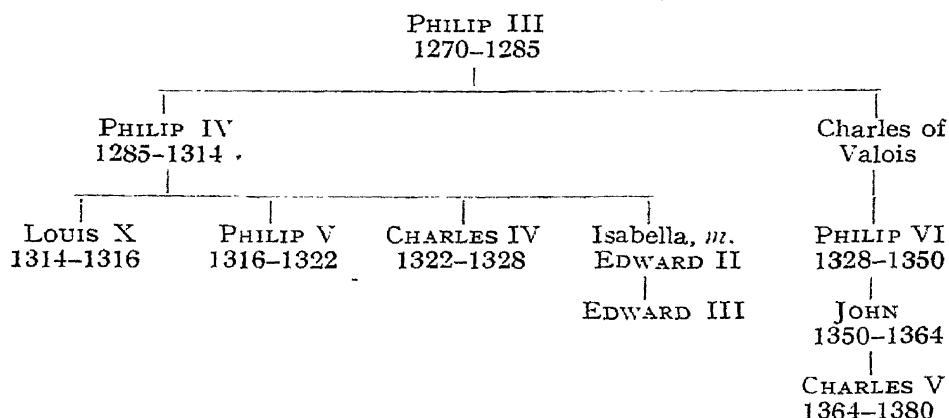 PHILIP III
1270–1285
PHILIP IV
1285–1314
Charles of
Valois
LOUIS X
1314–1316
PHILIP V
1316–1322
CHARLES IV
1322–1328
Isabella, m.
EDWARD II
EDWARD III
PHILIP VI
1328–1350
JOHN
1350–1364
CHARLES V
1364–1380